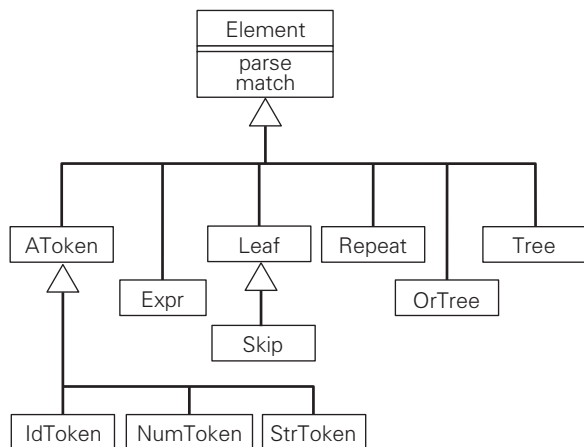 Element
parse
match
AToken
Leaf
Repeat
Tree
Expr
OrTree
Skip
IdToken
NumToken
StrToken